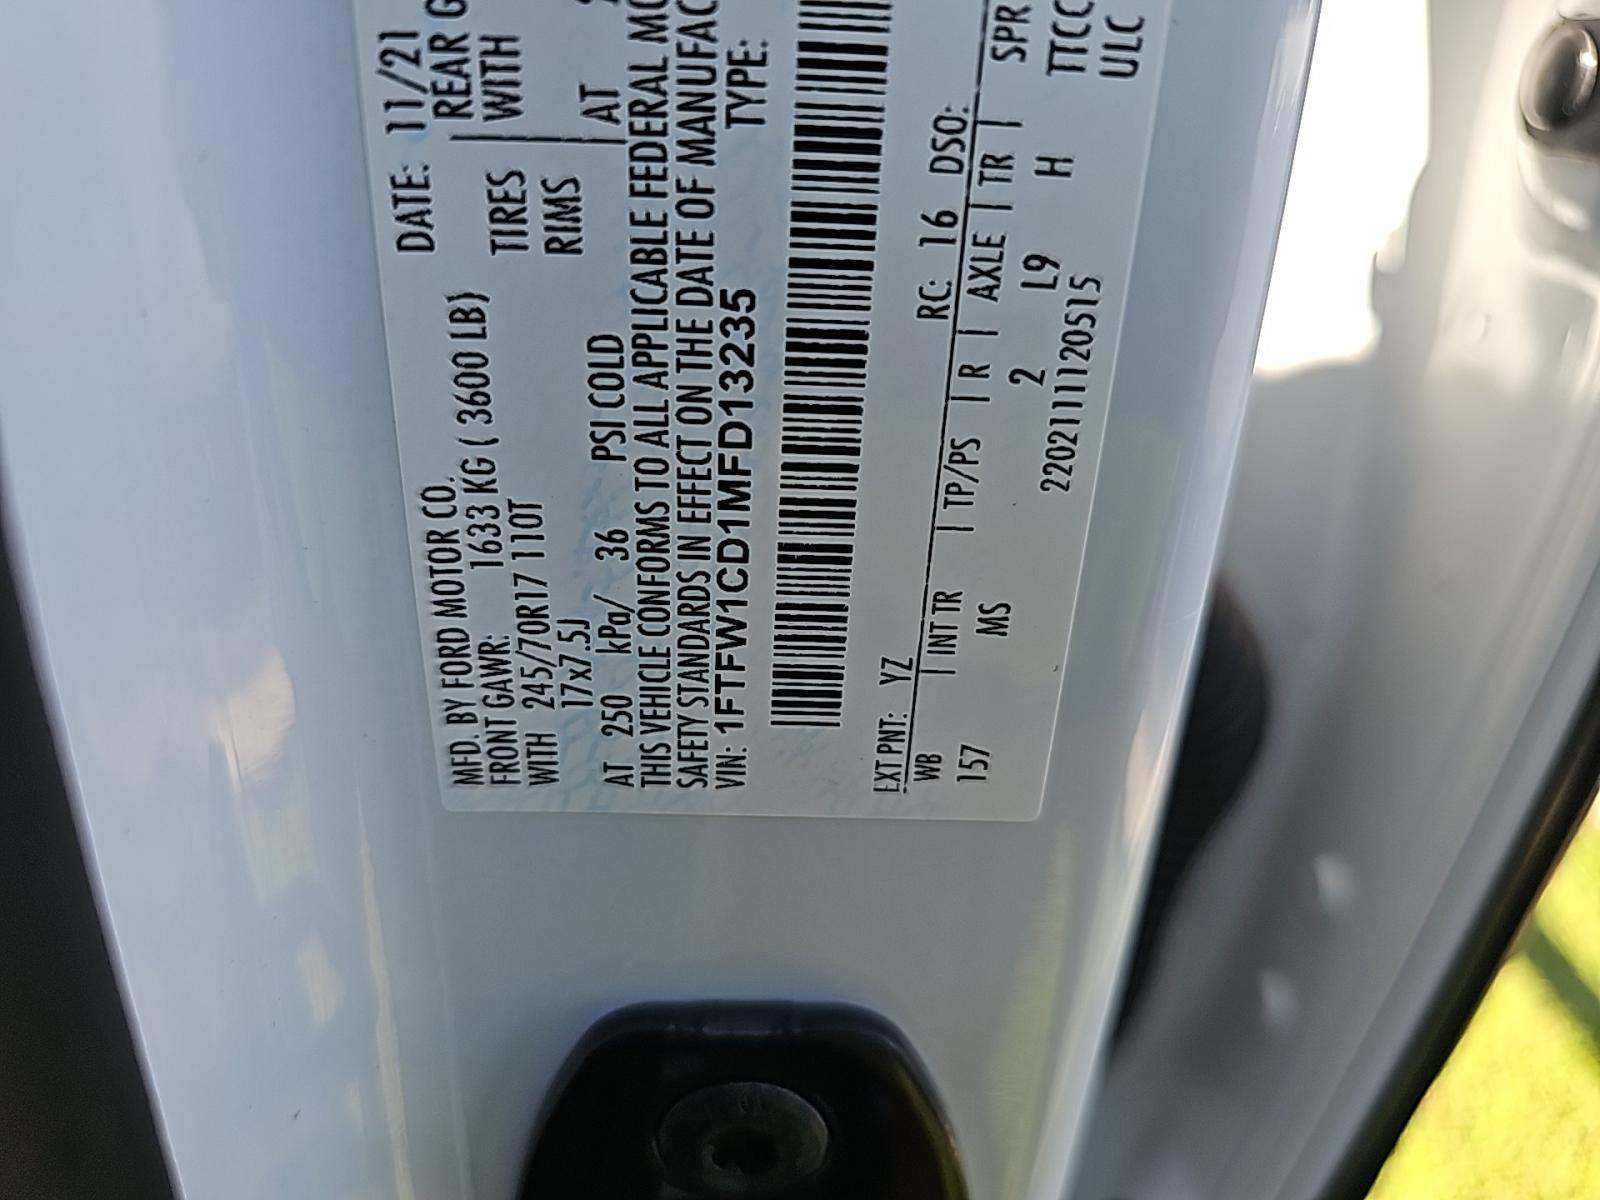 MFD. BY FORD MOTOR CO. DATE: 11/21
FRONT GAWR: 1633 KG ( 3600 LB) REAR G
WITH 245/70R17 110T TIRES WITH
17x7.5J RIMS
AT 250 kPa/ 36 PSI COLD AT
THIS VEHICLE CONFORMS TO ALL APPLICABLE FEDERAL MO
SAFETY STANDARDS IN EFFECT ON THE DATE OF MANUFAC
VIN: 1FTFW1CD1MFD13235 TYPE:
EXT PNT: YZ RC: 16 DSO:
WB | INT TR | TP/PS | R | AXLE | TR | SPR
157 MS 2 L9 H TTCC
22021111120515 ULC